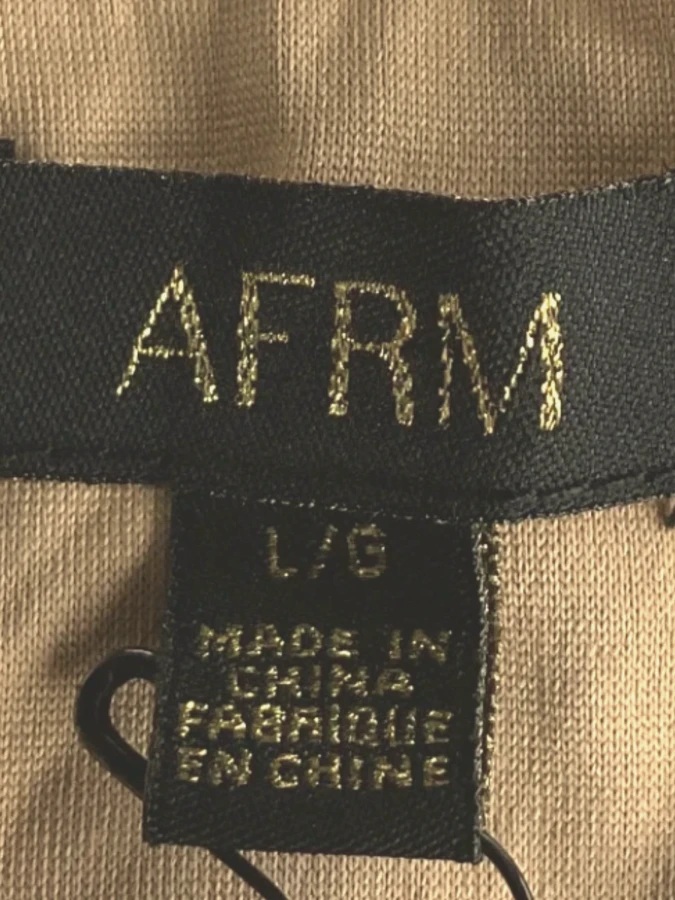 AFRM
L/G
MADE IN
CHINA
FABRIQUE
EN CHINE